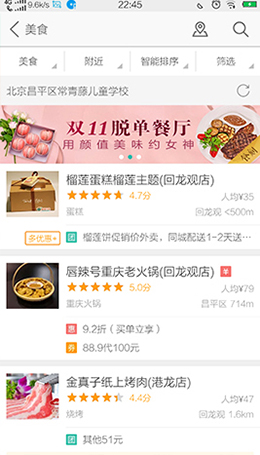 4G 9.6k/s 22:45
美食
美食 附近 智能排序 筛选
北京昌平区常青藤儿童学校
双11脱单餐厅
用颜值美味约女神
榴莲蛋糕榴莲主题(回龙观店)
4.7分 人均¥35
蛋糕 回龙观 <500m
多优惠 团 榴莲饼促销价外卖，同城配送1-2天送…
唇辣号重庆老火锅(回龙观店) 羊
5.0分 人均¥79
重庆火锅 昌平区 714m
惠 9.2折（买单立享）
券 88.9代100元
金真子纸上烤肉(港龙店)
4.4分 人均¥47
烧烤 回龙观 1.6km
团 其他51元